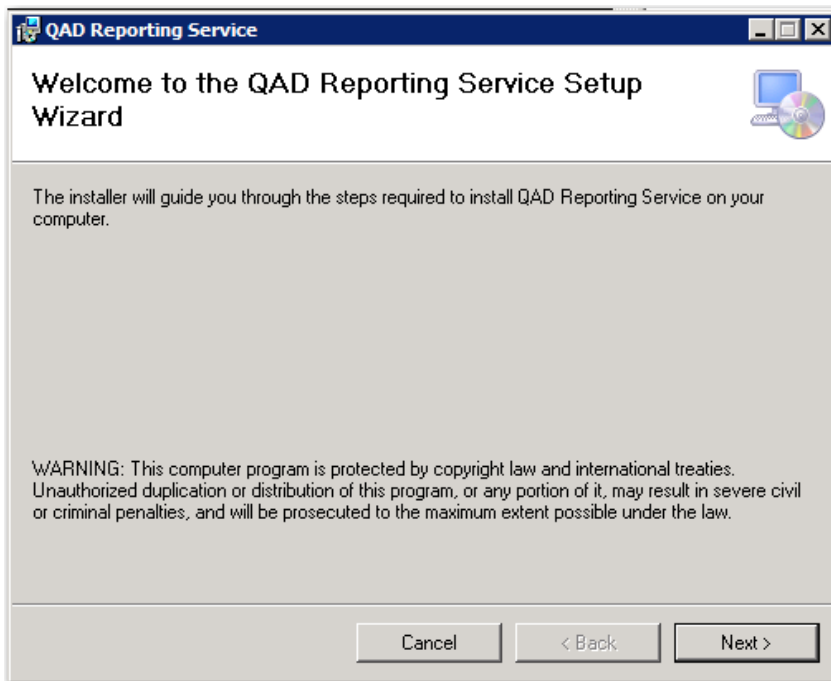 QAD Reporting Service
Welcome to the QAD Reporting Service Setup
Wizard
The installer will guide you through the steps required to install QAD Reporting Service on your
computer.
WARNING: This computer program is protected by copyright law and international treaties.
Unauthorized duplication or distribution of this program, or any portion of it, may result in severe civil
or criminal penalties, and will be prosecuted to the maximum extent possible under the law.
Cancel
< Back
Next >